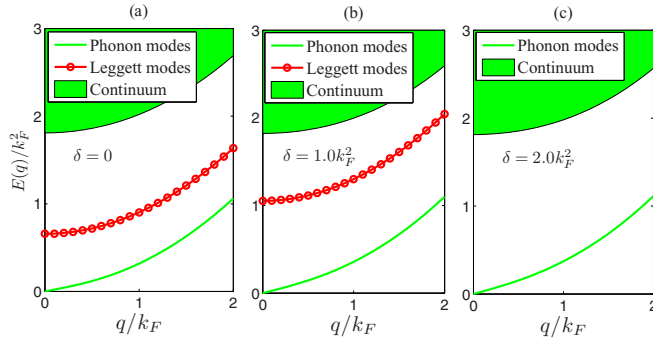 (a)
(b)
(c)
3
2
1
0
E(q)/k_F^2
Phonon modes
Leggett modes
Continuum
δ = 0
0
1
2
q/k_F
3
2
1
0
Phonon modes
Leggett modes
Continuum
δ = 1.0k_F^2
0
1
2
q/k_F
3
2
1
0
Phonon modes
Continuum
δ = 2.0k_F^2
0
1
2
q/k_F